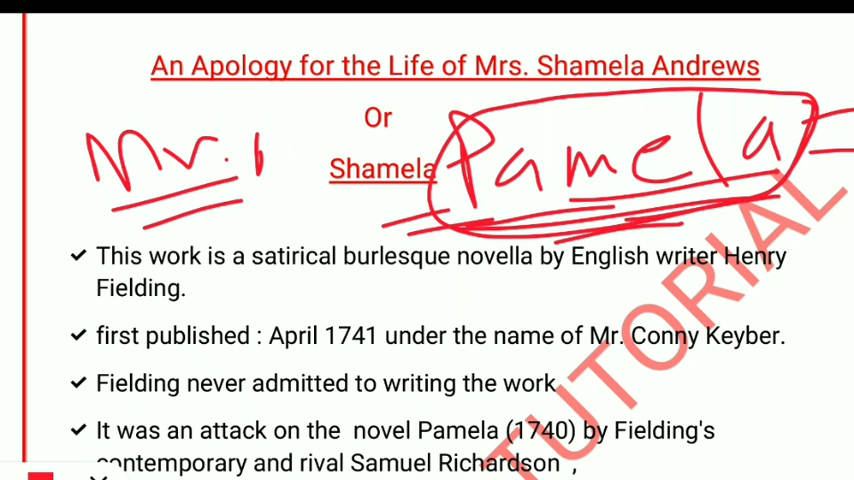 An Apology for the Life of Mrs. Shamela Andrews
Or
Mr.
Shamela Pamela
✓ This work is a satirical burlesque novella by English writer Henry
Fielding.
✓ first published : April 1741 under the name of Mr. Conny Keyber.
✓ Fielding never admitted to writing the work
✓ It was an attack on the novel Pamela (1740) by Fielding's
contemporary and rival Samuel Richardson ,
TUTORIAL